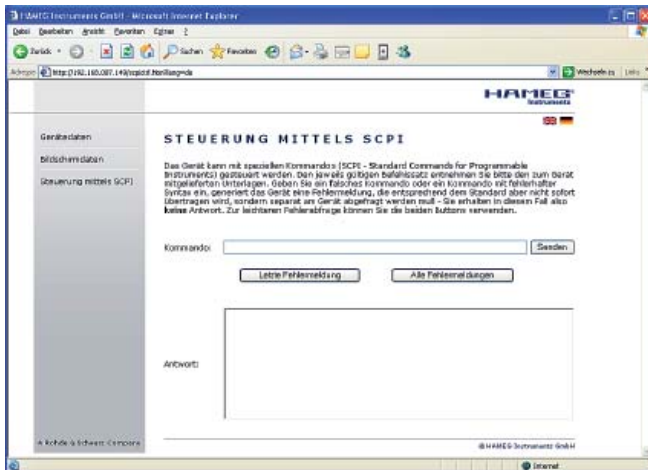 HAMEG Instruments GmbH - Microsoft Internet Explorer
Datei Bearbeiten Ansicht Favoriten Extras ?
Zurück Suchen Favoriten
Adresse Wechseln zu Links
HAMEG
Instruments
Gerätedaten
Bildschirmdaten
Steuerung mittels SCPI
STEUERUNG MITTELS SCPI
Das Gerät kann mit speziellen Kommandos (SCPI - Standard Commands for Programmable
Instruments) gesteuert werden. Den jeweils gültigen Befehlssatz entnehmen Sie bitte den zum Gerät
mitgelieferten Unterlagen. Geben Sie ein falsches Kommando oder ein Kommando mit fehlerhafter
Syntax ein, generiert das Gerät eine Fehlermeldung, die entsprechend dem Standard aber nicht sofort
übertragen wird, sondern separat am Gerät abgefragt werden muß - Sie erhalten in diesem Fall also
keine Antwort. Zur leichteren Fehlerabfrage können Sie die beiden Buttons verwenden.
Kommando: Senden
Letzte Fehlermeldung Alle Fehlermeldungen
Antwort:
A Rohde & Schwarz Company
© HAMEG Instruments GmbH
Internet